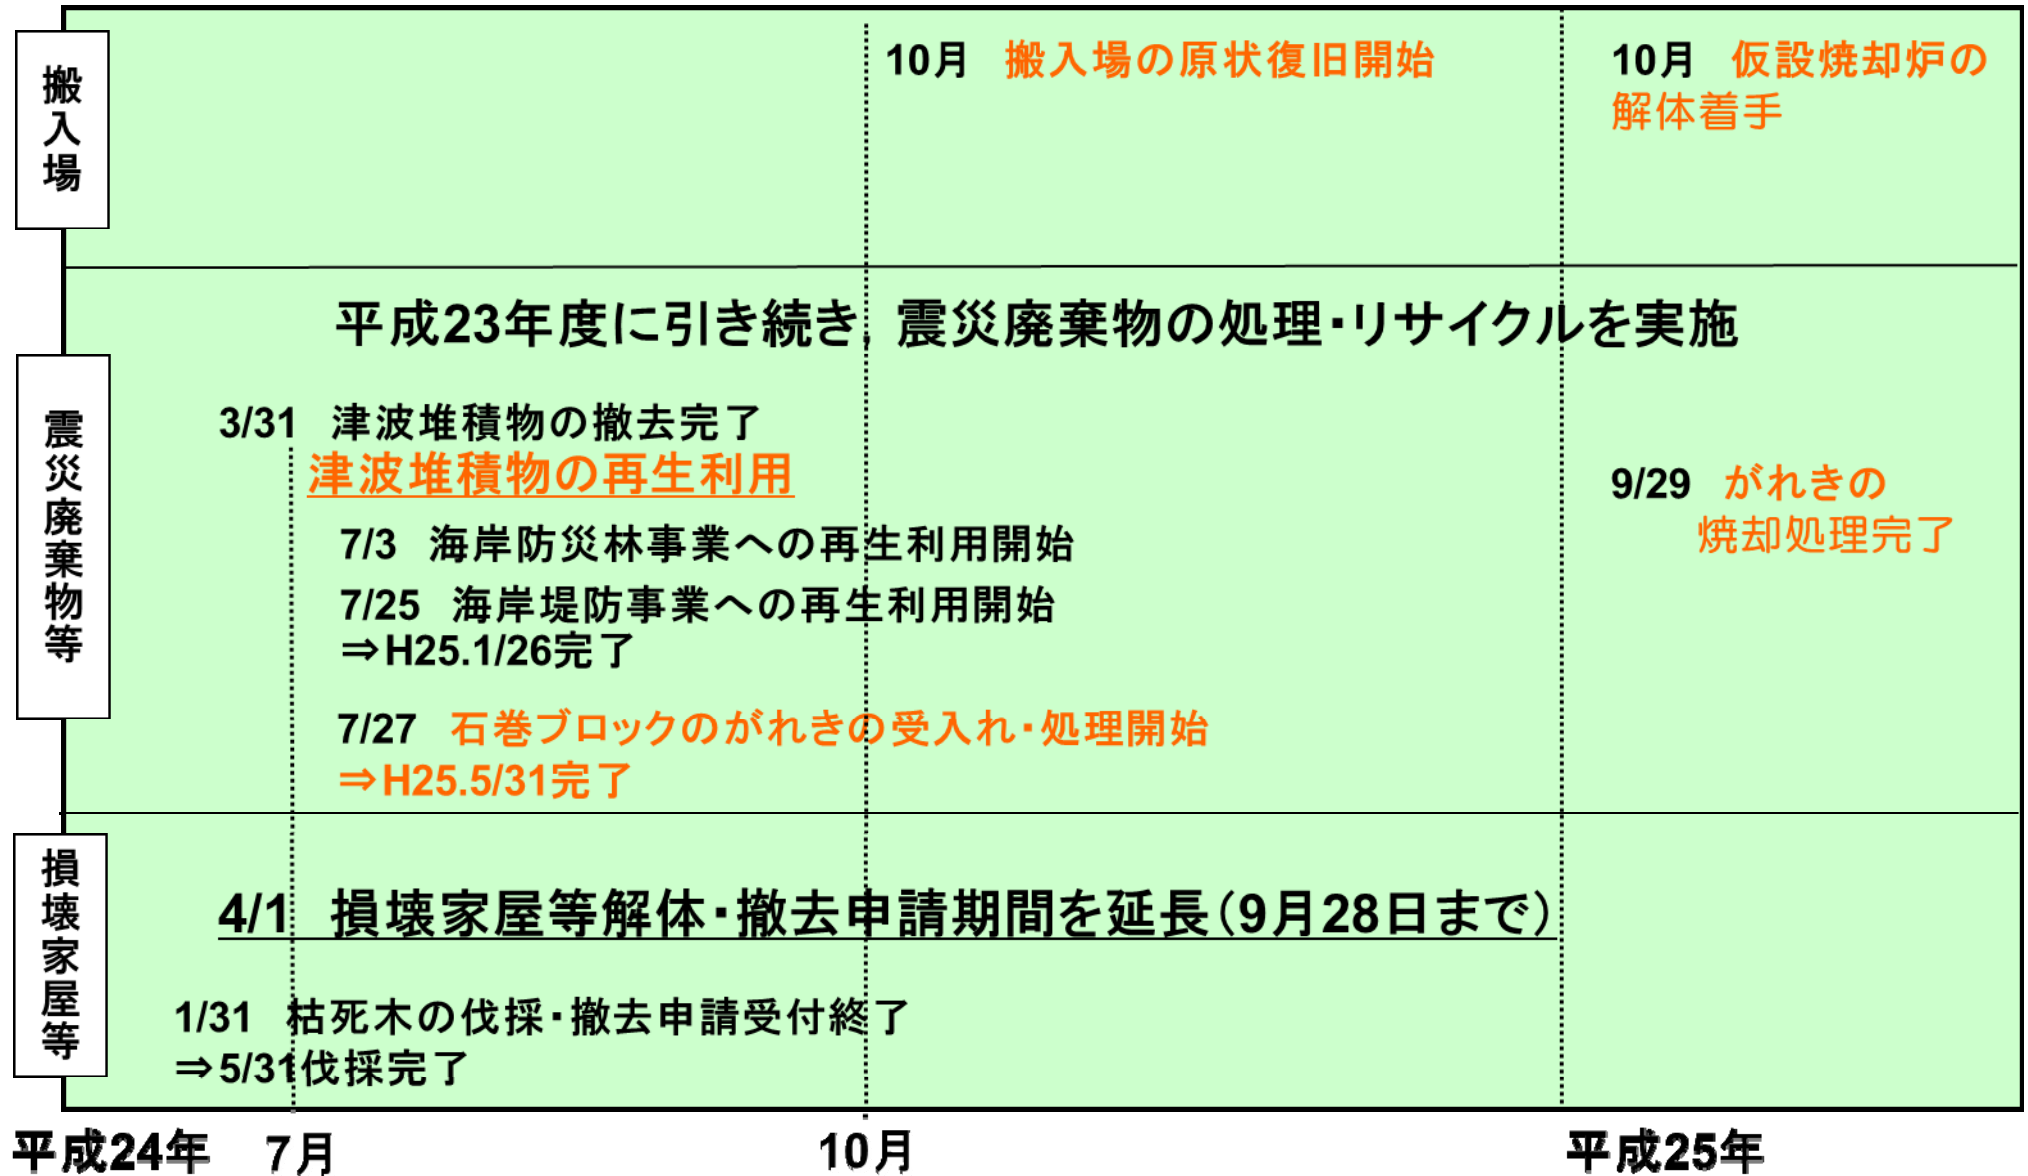 搬入場
10月 搬入場の原状復旧開始
10月 仮設焼却炉の
解体着手
震災廃棄物等
平成23年度に引き続き, 震災廃棄物の処理・リサイクルを実施
3/31 津波堆積物の撤去完了
津波堆積物の再生利用
7/3 海岸防災林事業への再生利用開始
7/25 海岸堤防事業への再生利用開始
⇒H25.1/26完了
7/27 石巻ブロックのがれきの受入れ・処理開始
⇒H25.5/31完了
9/29 がれきの
焼却処理完了
損壊家屋等
4/1 損壊家屋等解体・撤去申請期間を延長(9月28日まで)
1/31 枯死木の伐採・撤去申請受付終了
⇒5/31伐採完了
平成24年 7月 10月 平成25年